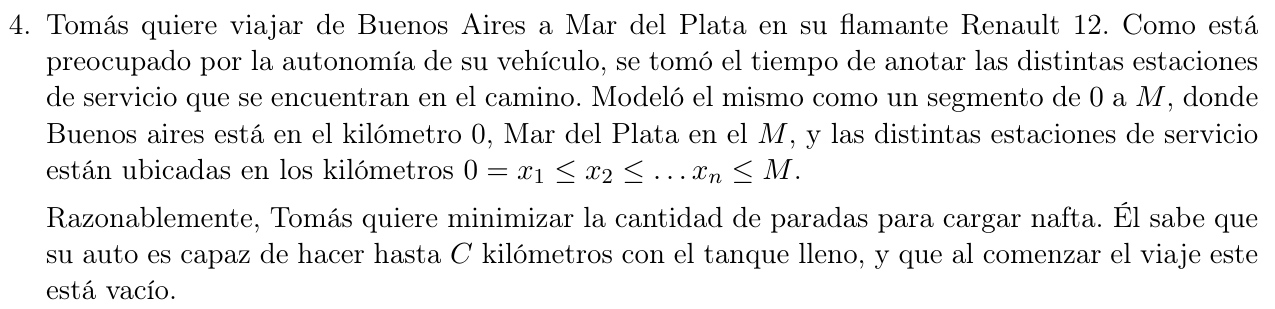 4. Tomás quiere viajar de Buenos Aires a Mar del Plata en su flamante Renault 12. Como está
preocupado por la autonomía de su vehículo, se tomó el tiempo de anotar las distintas estaciones
de servicio que se encuentran en el camino. Modeló el mismo como un segmento de 0 a M, donde
Buenos aires está en el kilómetro 0, Mar del Plata en el M, y las distintas estaciones de servicio
están ubicadas en los kilómetros 0 = x₁ ≤ x₂ ≤ …xₙ ≤ M.
Razonablemente, Tomás quiere minimizar la cantidad de paradas para cargar nafta. Él sabe que
su auto es capaz de hacer hasta C kilómetros con el tanque lleno, y que al comenzar el viaje este
está vacío.